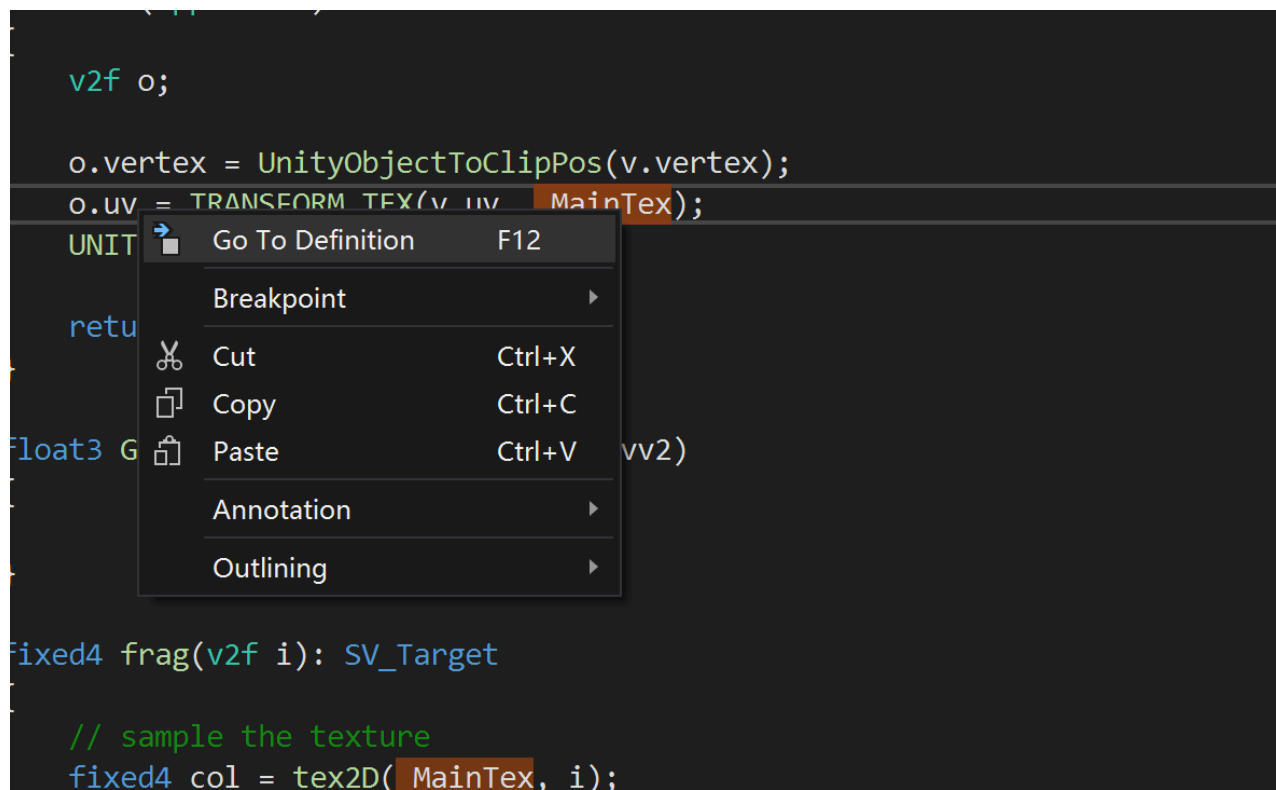 v2f o;
o.vertex = UnityObjectToClipPos(v.vertex);
o.uv = TRANSFORM_TEX(v.uv, _MainTex);
UNIT
Go To Definition F12
Breakpoint
retu
Cut Ctrl+X
Copy Ctrl+C
float3 G
Paste Ctrl+V
vv2)
Annotation
Outlining
fixed4 frag(v2f i): SV_Target
{
// sample the texture
fixed4 col = tex2D(_MainTex, i);